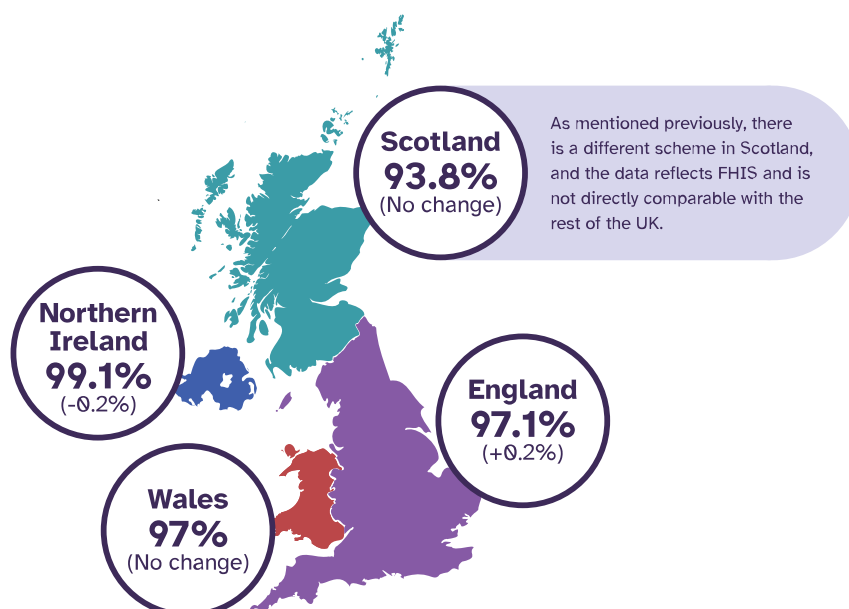 Scotland
93.8%
(No change)
As mentioned previously, there
is a different scheme in Scotland,
and the data reflects FHIS and is
not directly comparable with the
rest of the UK.
Northern
Ireland
99.1%
(-0.2%)
England
97.1%
(+0.2%)
Wales
97%
(No change)